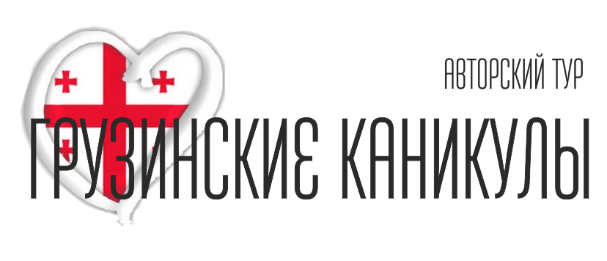 АВТОРСКИЙ ТУР
ГРУЗИНСКИЕ КАНИКУЛЫ